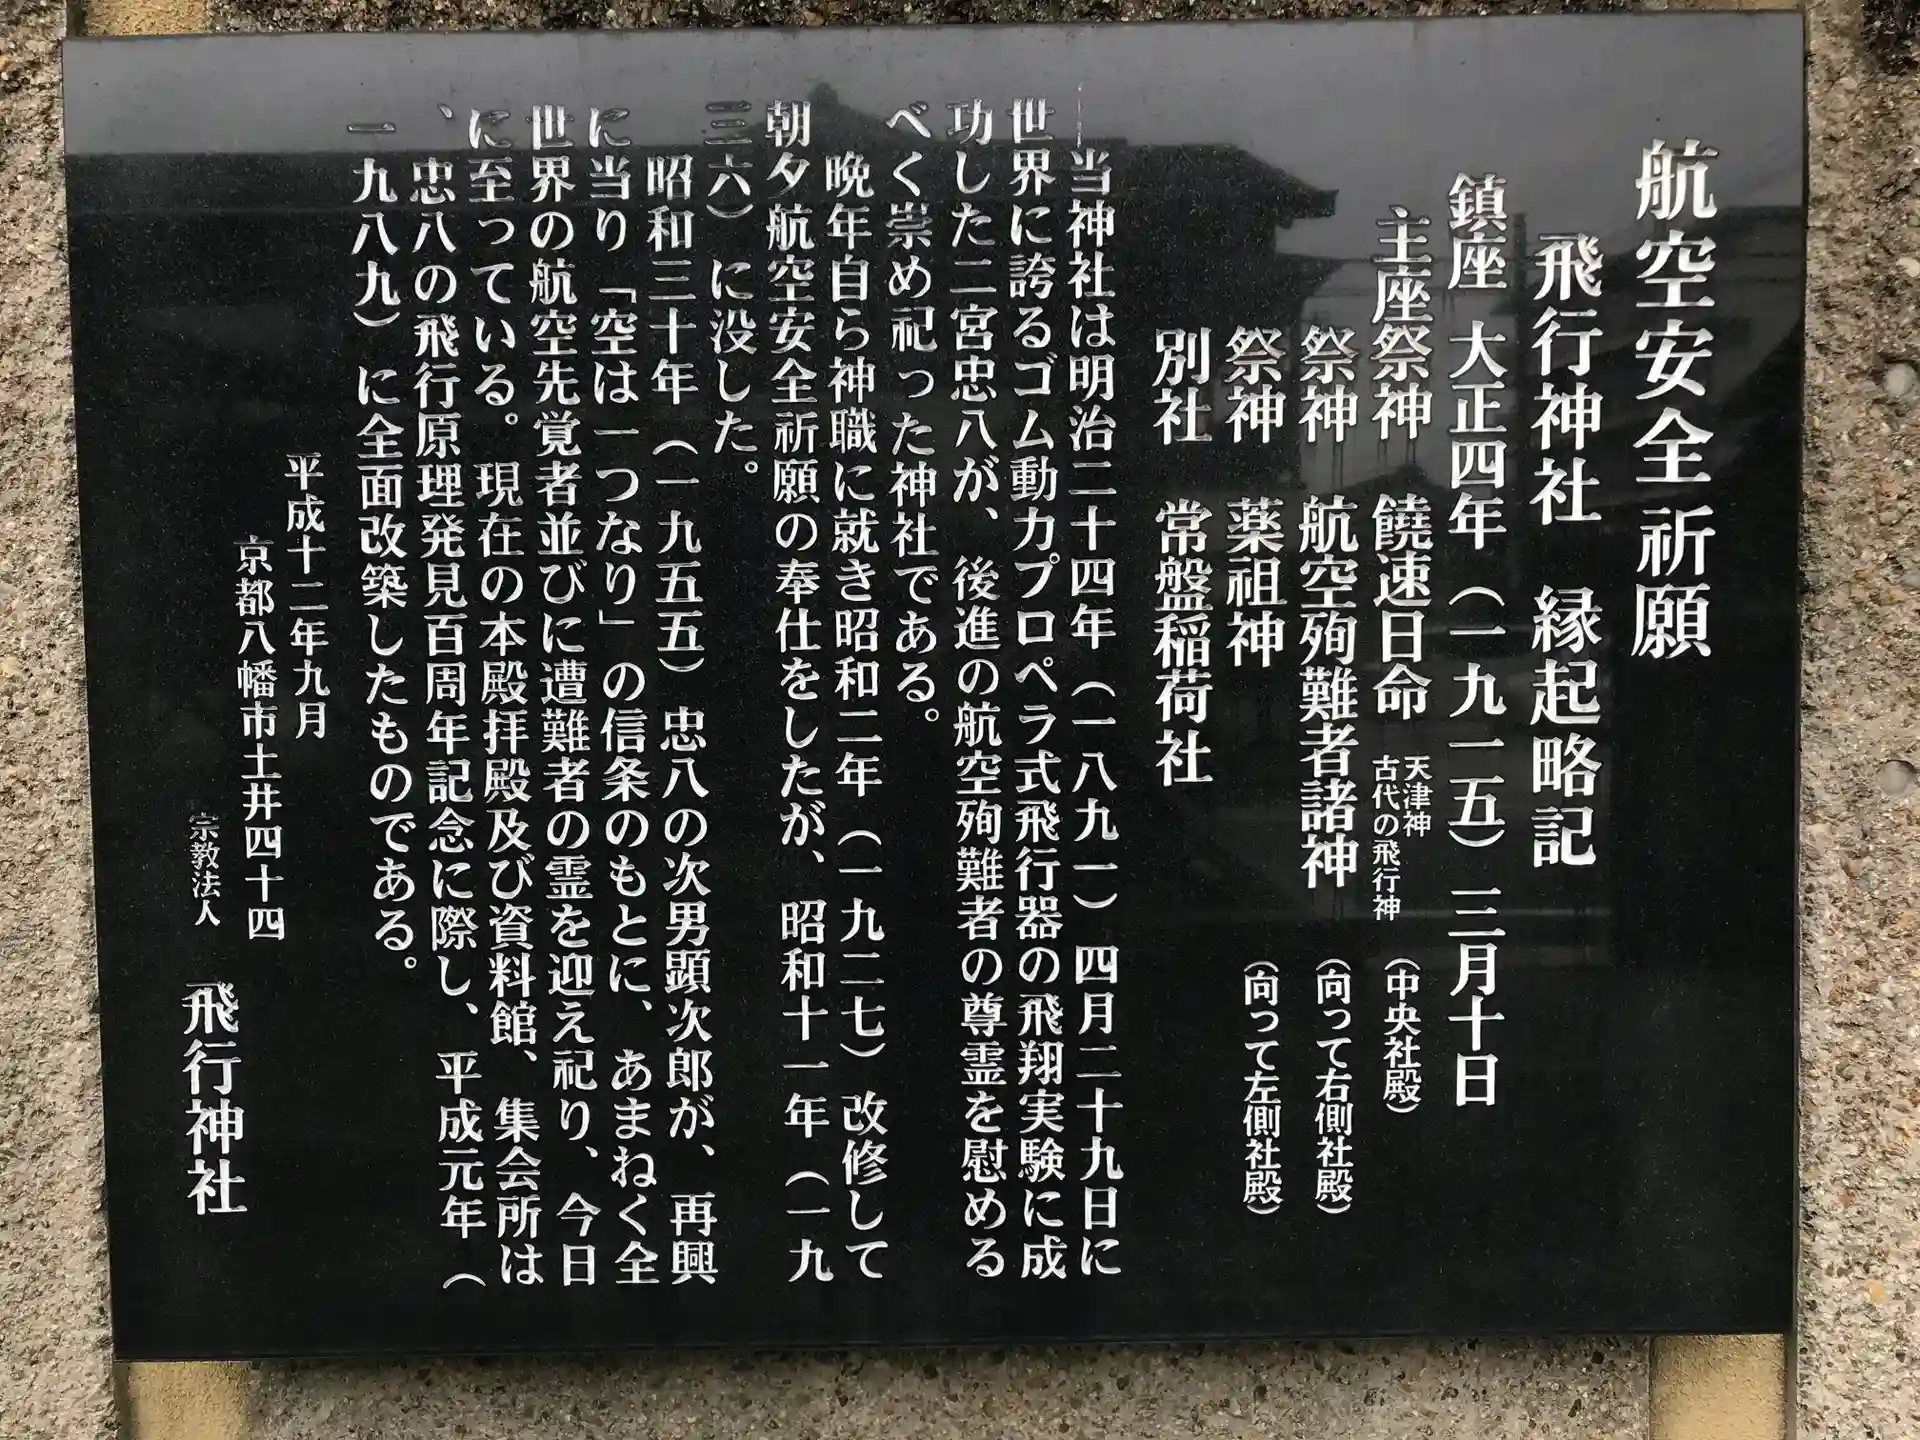 航空安全祈願
飛行神社　縁起略記
鎮座　大正四年（一九一五）三月十日
主座祭神　饒速日命　天津神　古代の飛行神　（中央社殿）
祭神　航空殉難者諸神　（向って右側社殿）
祭神　薬祖神　（向って左側社殿）
別社　常盤稲荷社
当神社は明治二十四年（一八九一）四月二十九日に
世界に誇るゴム動力プロペラ式飛行器の飛翔実験に成
功した二宮忠八が、後進の航空殉難者の尊霊を慰める
べく崇め祀った神社である。
晩年自ら神職に就き昭和二年（一九二七）改修して
朝夕航空安全祈願の奉仕をしたが、昭和十一年（一九
三六）に没した。
昭和三十年（一九五五）忠八の次男顕次郎が、再興
に当り「空は一つなり」の信条のもとに、あまねく全
世界の航空先覚者並びに遭難者の霊を迎え祀り、今日
に至っている。現在の本殿拝殿及び資料館、集会所は
、忠八の飛行原理発見百周年記念に際し、平成元年（
一九八九）に全面改築したものである。
平成十二年九月
京都八幡市土井四十四
宗教法人　飛行神社